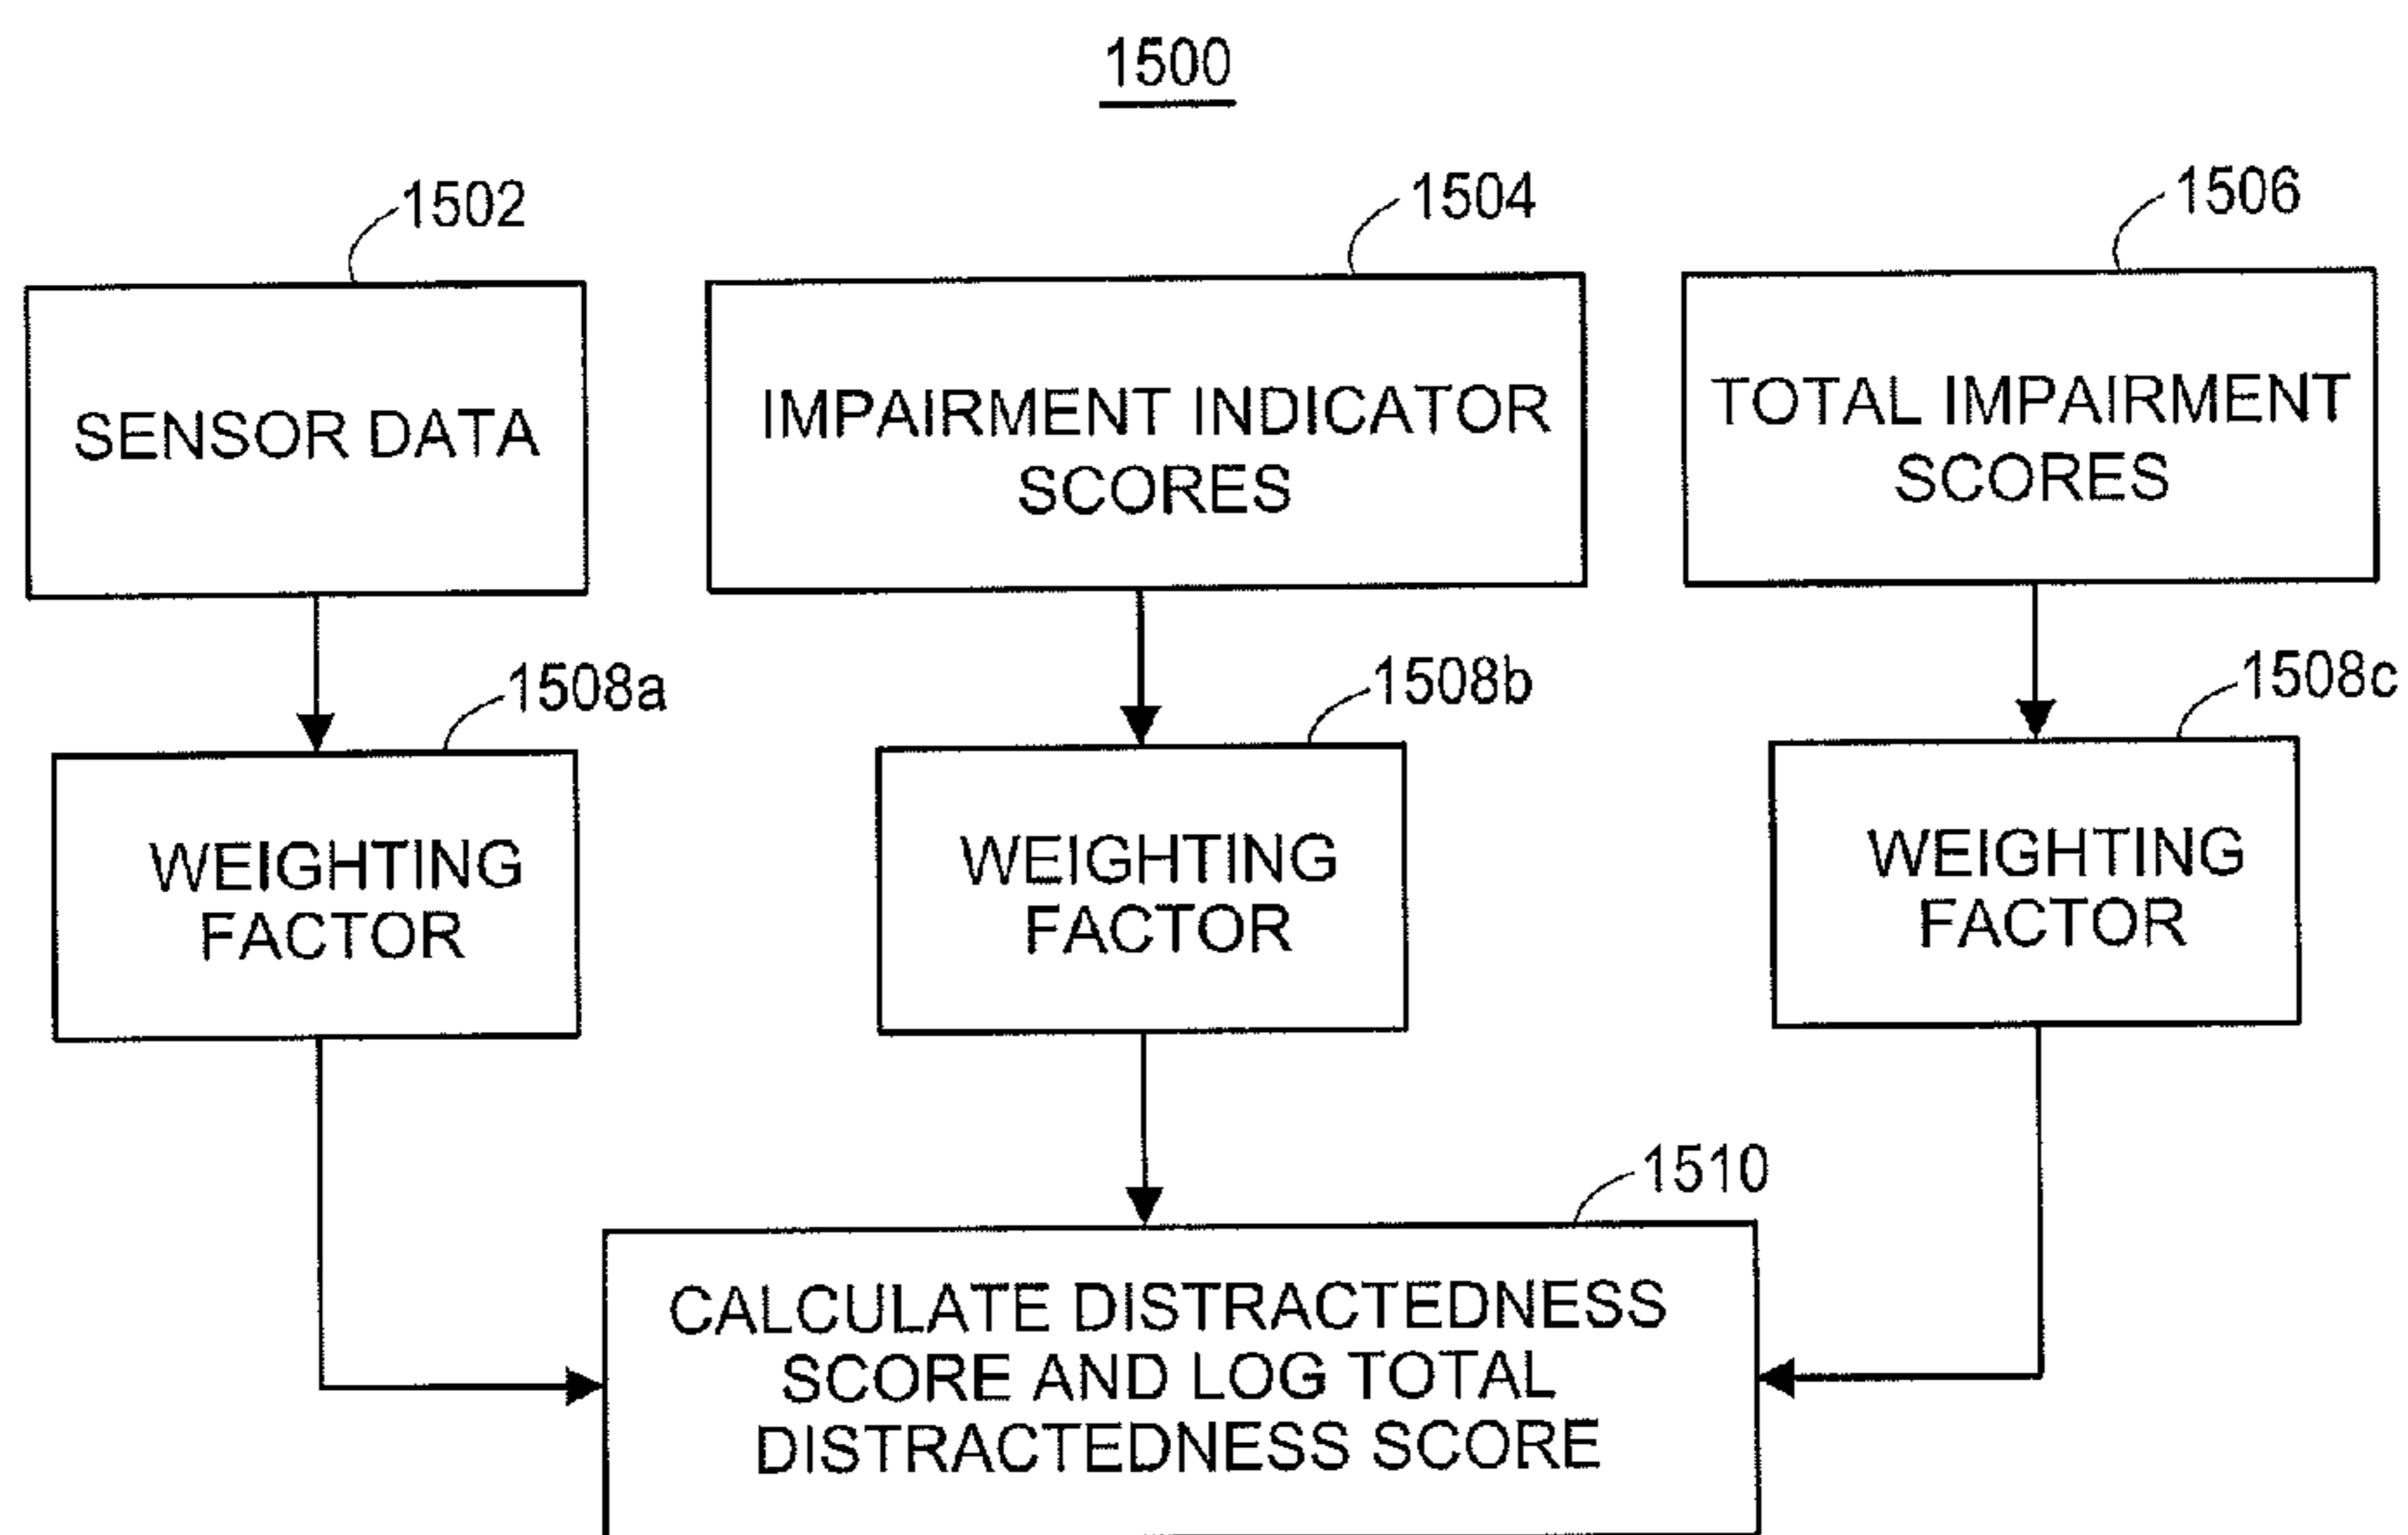 1500
1502
1504
1506
SENSOR DATA
IMPAIRMENT INDICATOR
SCORES
TOTAL IMPAIRMENT
SCORES
1508a
1508b
1508c
WEIGHTING
FACTOR
WEIGHTING
FACTOR
WEIGHTING
FACTOR
1510
CALCULATE DISTRACTEDNESS
SCORE AND LOG TOTAL
DISTRACTEDNESS SCORE